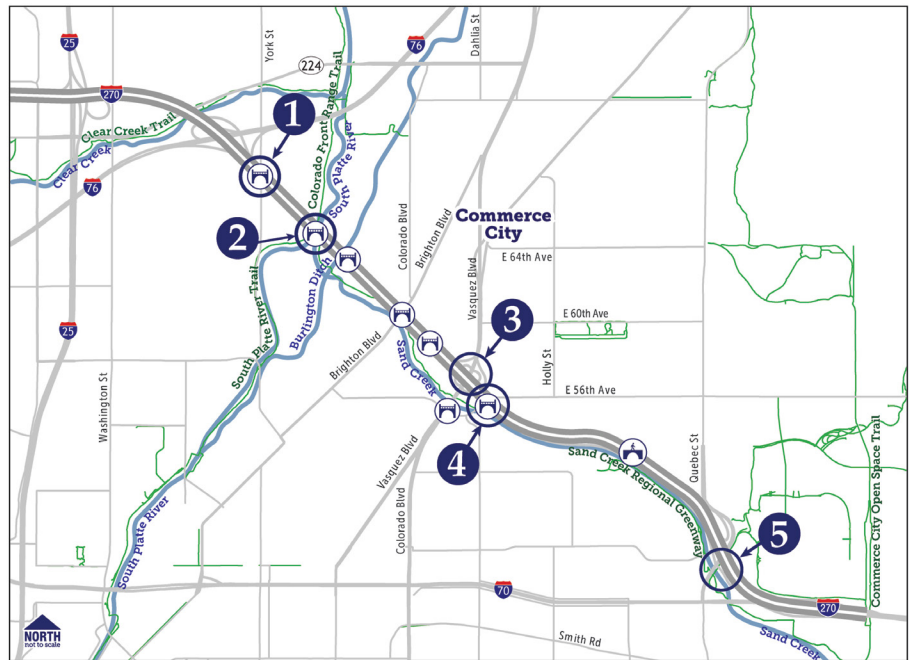 25
York St
76
Dahlia St
224
270
1
Clear Creek Trail
Clear Creek
76
Colorado Front Range Trail
South Platte River
2
Colorado Blvd
Brighton Blvd
Commerce
City
E 64th Ave
Vasquez Blvd
South Platte River Trail
Burlington Ditch
25
Brighton Blvd
3
E 60th Ave
Sand Creek
Holly St
E 56th Ave
Washington St
Vasquez Blvd
4
Colorado Blvd
Sand Creek Regional Greenway
Quebec St
Commerce City Open Space Trail
5
South Platte River
70
270
NORTH
not to scale
Smith Rd
Sand Creek